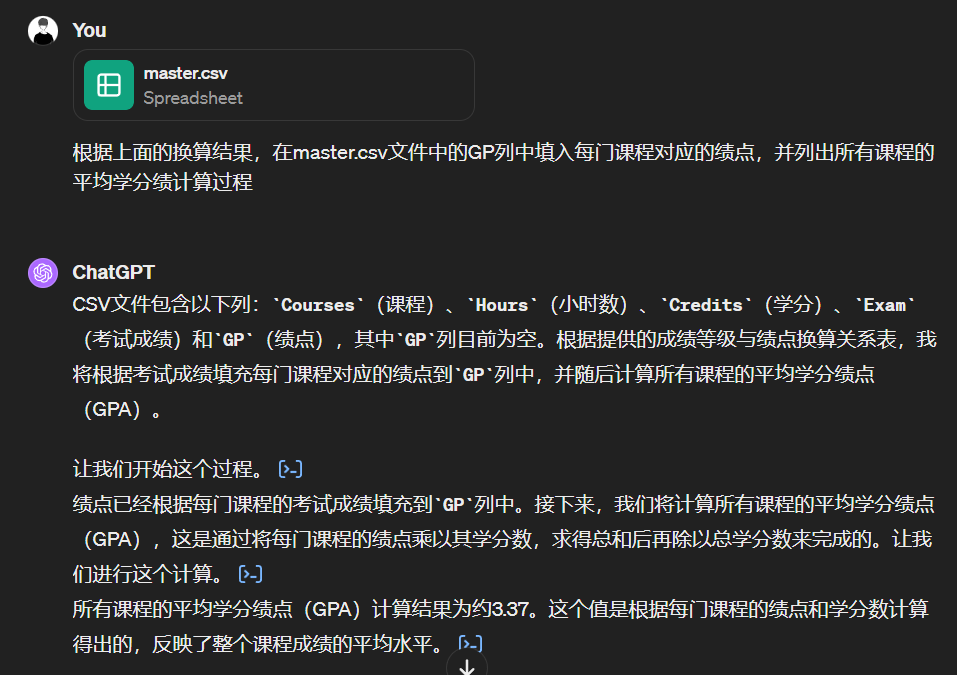 You
master.csv
Spreadsheet
根据上面的换算结果，在master.csv文件中的GP列中填入每门课程对应的绩点，并列出所有课程的
平均学分绩计算过程
ChatGPT
CSV文件包含以下列：`Courses`（课程）、`Hours`（小时数）、`Credits`（学分）、`Exam`
（考试成绩）和`GP`（绩点），其中`GP`列目前为空。根据提供的成绩等级与绩点换算关系表，我
将根据考试成绩填充每门课程对应的绩点到`GP`列中，并随后计算所有课程的平均学分绩点
（GPA）。
让我们开始这个过程。 [>-]
绩点已经根据每门课程的考试成绩填充到`GP`列中。接下来，我们将计算所有课程的平均学分绩点
（GPA），这是通过将每门课程的绩点乘以其学分数，求得总和后再除以总学分数来完成的。让我
们进行这个计算。 [>-]
所有课程的平均学分绩点（GPA）计算结果为约3.37。这个值是根据每门课程的绩点和学分数计算
得出的，反映了整个课程成绩的平均水平。 [>-]